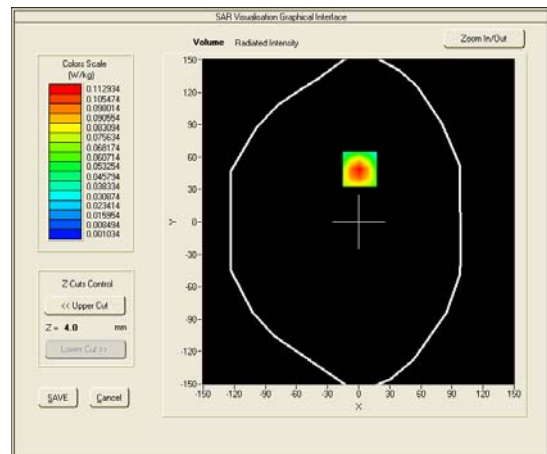 SAR Visualisation Graphical Interface
Volume Radiated Intensity
Zoom In/Out
Colors Scale
(W/kg)
0.112934
0.105474
0.098014
0.090554
0.083094
0.075634
0.068174
0.060714
0.053254
0.045794
0.038334
0.030874
0.023414
0.015954
0.008494
0.001034
Z Cuts Control
<< Upper Cut
Z = 4.0 mm
Lower Cut >>
SAVE Cancel
150
120
90
60
30
0
-30
-60
-90
-120
-150
Y
-150 -120 -90 -60 -30 0 30 60 90 120 150
X